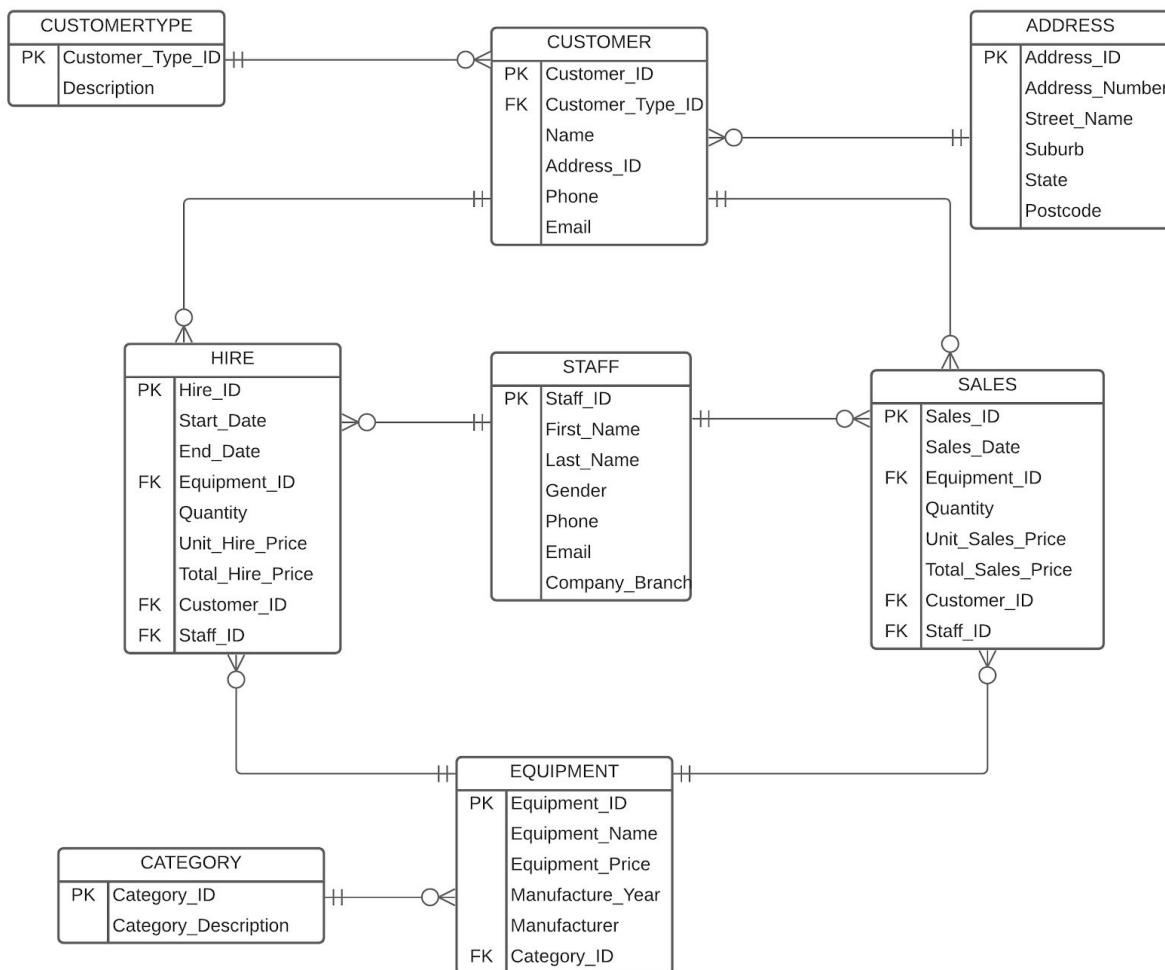 CUSTOMERTYPE
PK Customer_Type_ID
Description
CUSTOMER
PK Customer_ID
FK Customer_Type_ID
Name
Address_ID
Phone
Email
ADDRESS
PK Address_ID
Address_Number
Street_Name
Suburb
State
Postcode
HIRE
PK Hire_ID
Start_Date
End_Date
FK Equipment_ID
Quantity
Unit_Hire_Price
Total_Hire_Price
FK Customer_ID
FK Staff_ID
STAFF
PK Staff_ID
First_Name
Last_Name
Gender
Phone
Email
Company_Branch
SALES
PK Sales_ID
Sales_Date
FK Equipment_ID
Quantity
Unit_Sales_Price
Total_Sales_Price
FK Customer_ID
FK Staff_ID
EQUIPMENT
PK Equipment_ID
Equipment_Name
Equipment_Price
Manufacture_Year
Manufacturer
FK Category_ID
CATEGORY
PK Category_ID
Category_Description